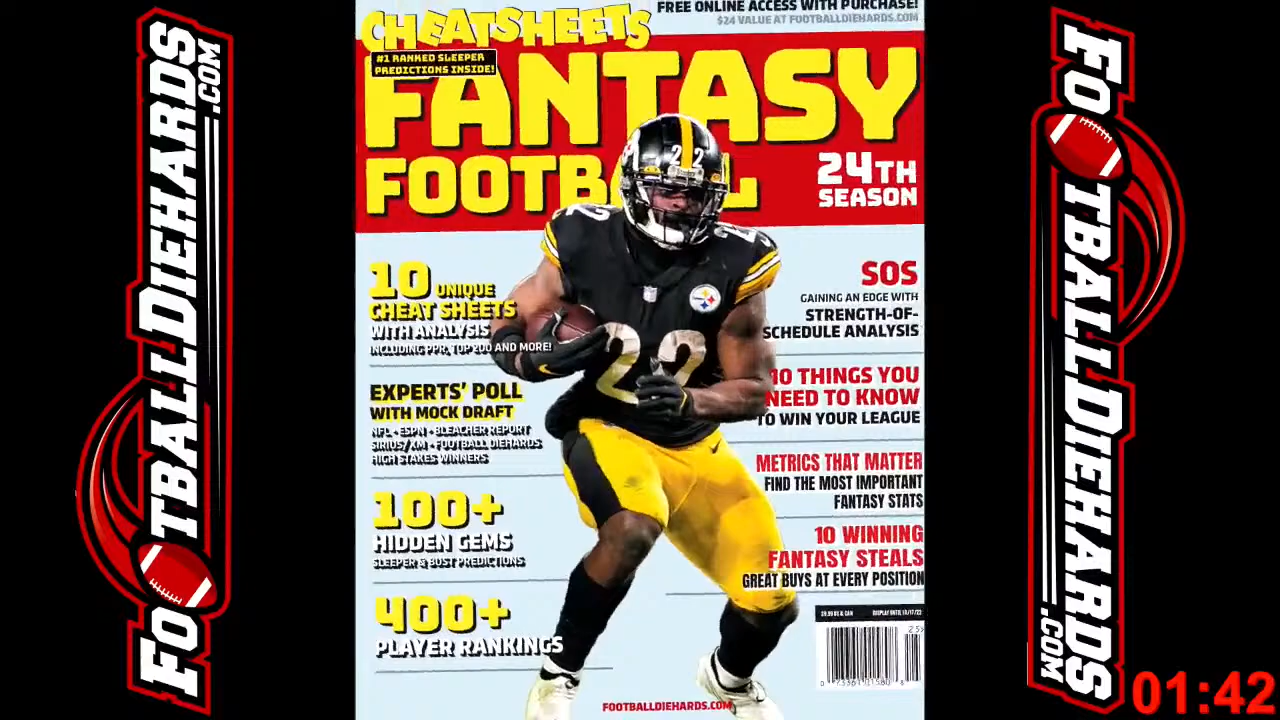 FOOTBALLDIEHARDS.COM
CHEATSHEETS
FREE ONLINE ACCESS WITH PURCHASE!
$24 VALUE AT FOOTBALLDIEHARDS.COM
#1 RANKED SLEEPER
PREDICTIONS INSIDE!
FANTASY
FOOTBALL
24TH
SEASON
22
22
10 UNIQUE
CHEAT SHEETS
WITH ANALYSIS
INCLUDING PPR, TOP 200 AND MORE!
EXPERTS' POLL
WITH MOCK DRAFT
NFL • ESPN • BLEACHER REPORT
SIRIUS/XM • FOOTBALL DIEHARDS
HIGH STAKES WINNERS
100+
HIDDEN GEMS
SLEEPER & BUST PREDICTIONS
400+
PLAYER RANKINGS
SOS
GAINING AN EDGE WITH
STRENGTH-OF-
SCHEDULE ANALYSIS
10 THINGS YOU
NEED TO KNOW
TO WIN YOUR LEAGUE
METRICS THAT MATTER
FIND THE MOST IMPORTANT
FANTASY STATS
10 WINNING
FANTASY STEALS
GREAT BUYS AT EVERY POSITION
FOOTBALLDIEHARDS.COM
FOOTBALLDIEHARDS.COM
01:42